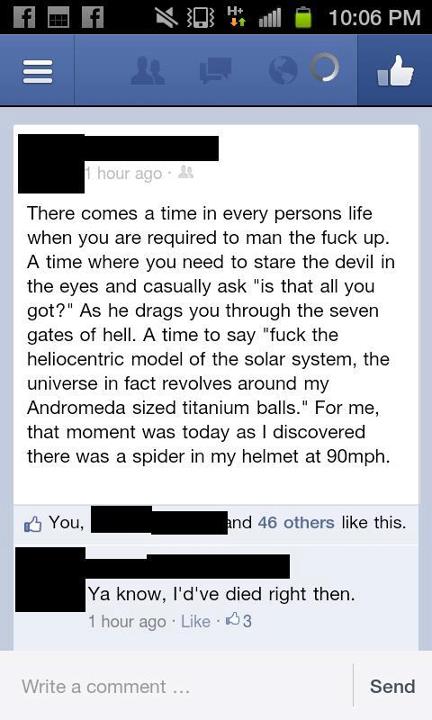 H+ 10:06 PM
1 hour ago ·
There comes a time in every persons life
when you are required to man the fuck up.
A time where you need to stare the devil in
the eyes and casually ask "is that all you
got?" As he drags you through the seven
gates of hell. A time to say "fuck the
heliocentric model of the solar system, the
universe in fact revolves around my
Andromeda sized titanium balls." For me,
that moment was today as I discovered
there was a spider in my helmet at 90mph.
You, and 46 others like this.
Ya know, I'd've died right then.
1 hour ago · Like · 3
Write a comment ... Send